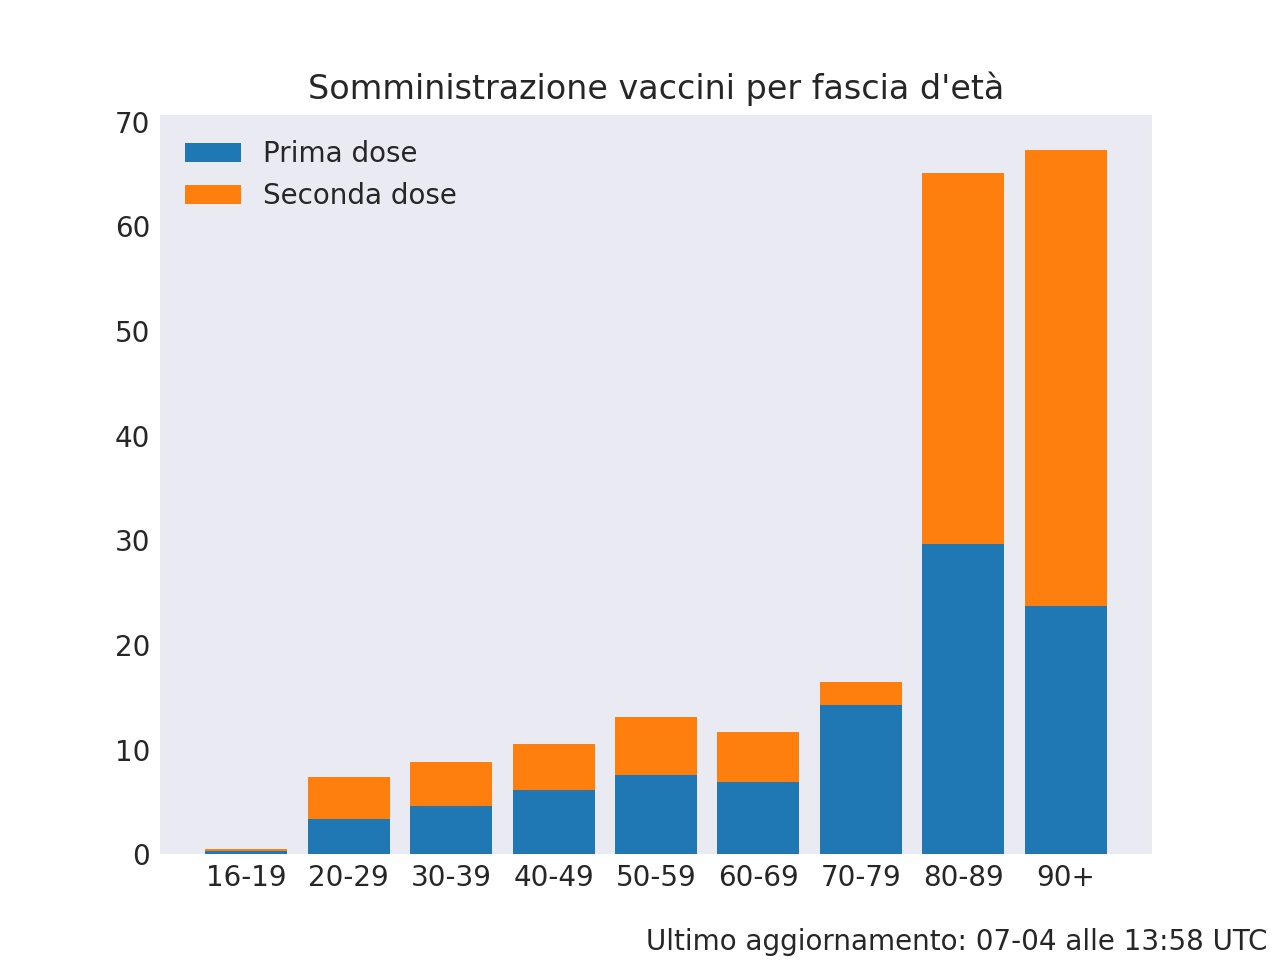 Somministrazione vaccini per fascia d'età
Prima dose
Seconda dose
70
60
50
40
30
20
10
0
16-19 20-29 30-39 40-49 50-59 60-69 70-79 80-89 90+
Ultimo aggiornamento: 07-04 alle 13:58 UTC